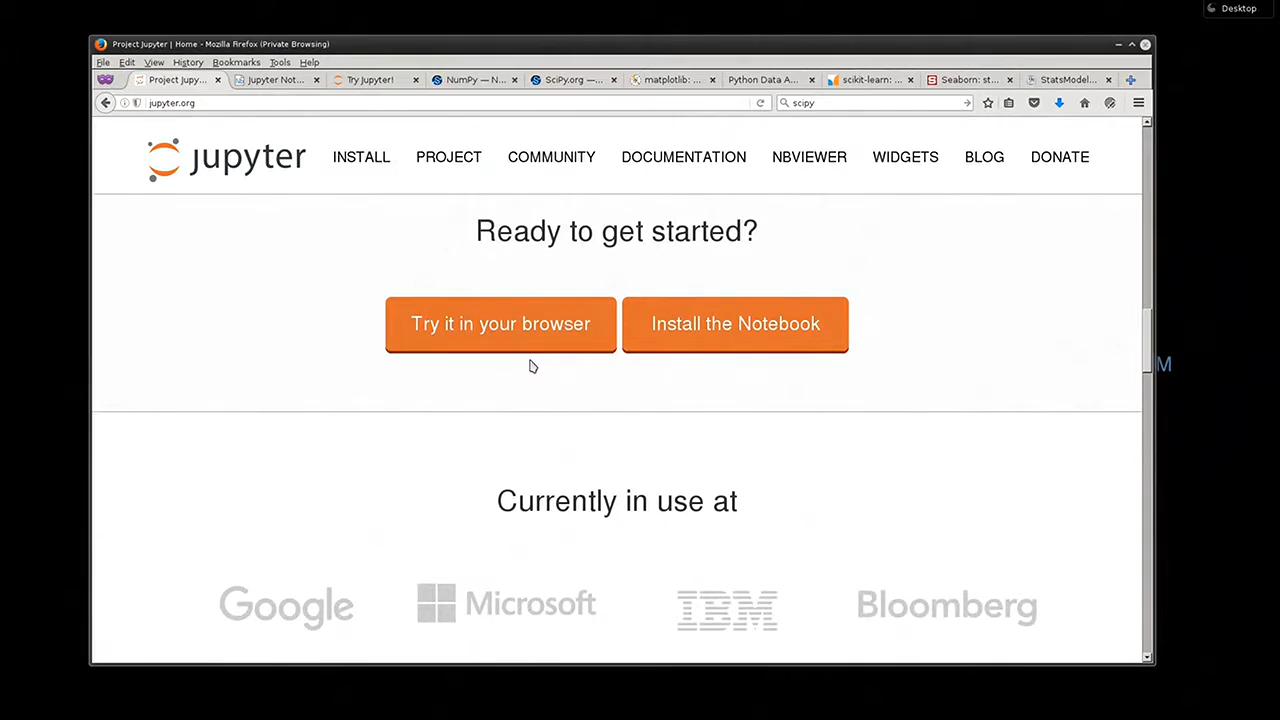 Desktop
Project Jupyter | Home - Mozilla Firefox (Private Browsing)
File Edit View History Bookmarks Tools Help
Project Jupy... Jupyter Not... Try Jupyter! NumPy — N... SciPy.org —... matplotlib: ... Python Data A... scikit-learn: ... Seaborn: st... StatsModel...
jupyter.org scipy
jupyter INSTALL PROJECT COMMUNITY DOCUMENTATION NBVIEWER WIDGETS BLOG DONATE
Ready to get started?
Try it in your browser Install the Notebook
M
Currently in use at
Google Microsoft IBM Bloomberg